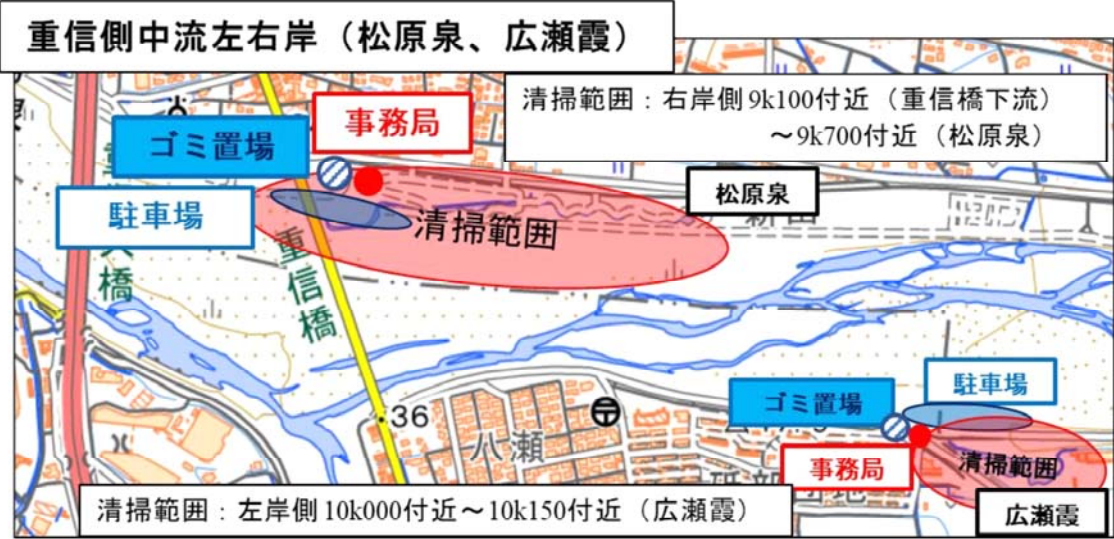 重信側中流左右岸（松原泉、広瀬霞）
清掃範囲：右岸側9k100付近（重信橋下流）
～9k700付近（松原泉）
事務局
ゴミ置場
駐車場
清掃範囲
松原泉
大橋
重信橋
36
八瀬
ゴミ置場
駐車場
事務局
清掃範囲
広瀬霞
清掃範囲：左岸側10k000付近～10k150付近（広瀬霞）